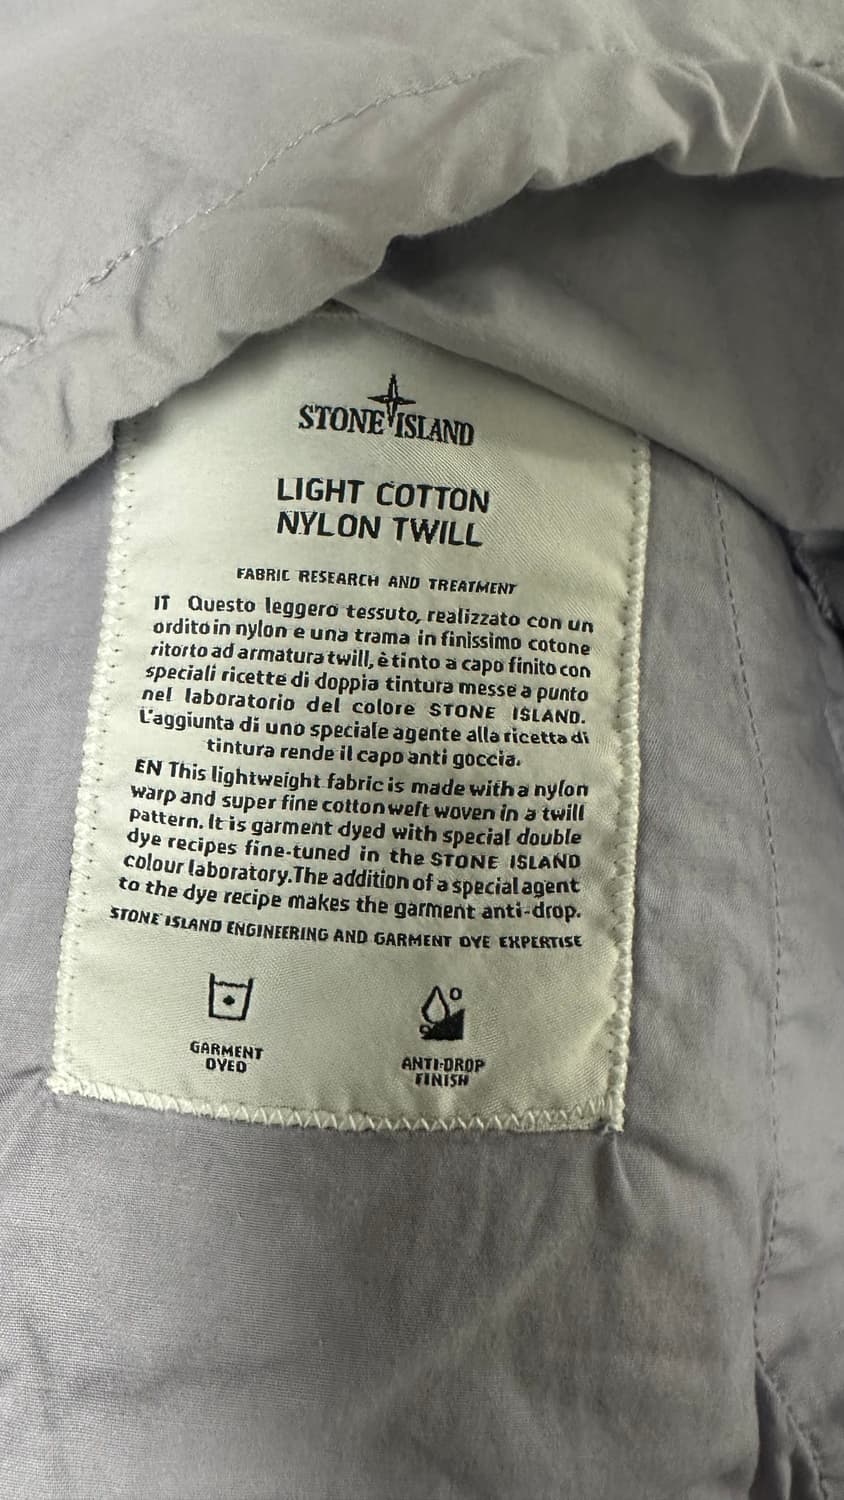 STONE ISLAND
LIGHT COTTON
NYLON TWILL
FABRIC RESEARCH AND TREATMENT
IT Questo leggero tessuto, realizzato con un
ordito in nylon e una trama in finissimo cotone
ritorto ad armatura twill, è tinto a capo finito con
speciali ricette di doppia tintura messe a punto
nel laboratorio del colore STONE ISLAND.
L'aggiunta di uno speciale agente alla ricetta di
tintura rende il capo anti goccia.
EN This lightweight fabric is made with a nylon
warp and super fine cotton weft woven in a twill
pattern. It is garment dyed with special double
dye recipes fine-tuned in the STONE ISLAND
colour laboratory. The addition of a special agent
to the dye recipe makes the garment anti-drop.
STONE ISLAND ENGINEERING AND GARMENT DYE EXPERTISE
GARMENT
DYED
ANTI-DROP
FINISH